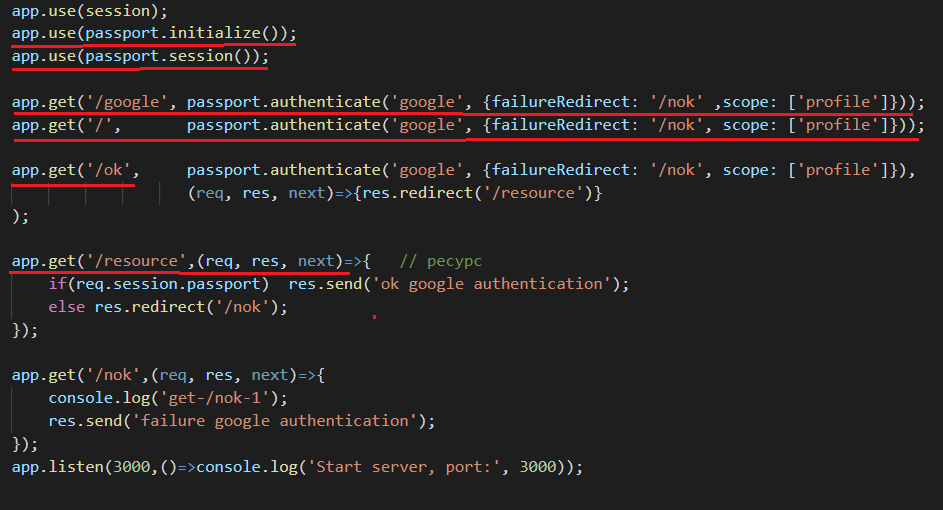 app.use(session);
app.use(passport.initialize());
app.use(passport.session());
app.get('/google', passport.authenticate('google', {failureRedirect: '/nok' ,scope: ['profile']}));
app.get('/', passport.authenticate('google', {failureRedirect: '/nok', scope: ['profile']}));
app.get('/ok', passport.authenticate('google', {failureRedirect: '/nok', scope: ['profile']}),
(req, res, next)=>{res.redirect('/resource')}
);
app.get('/resource',(req, res, next)=>{ // ресурс
if(req.session.passport) res.send('ok google authentication');
else res.redirect('/nok');
});
app.get('/nok',(req, res, next)=>{
console.log('get-/nok-1');
res.send('failure google authentication');
});
app.listen(3000,()=>console.log('Start server, port:', 3000));